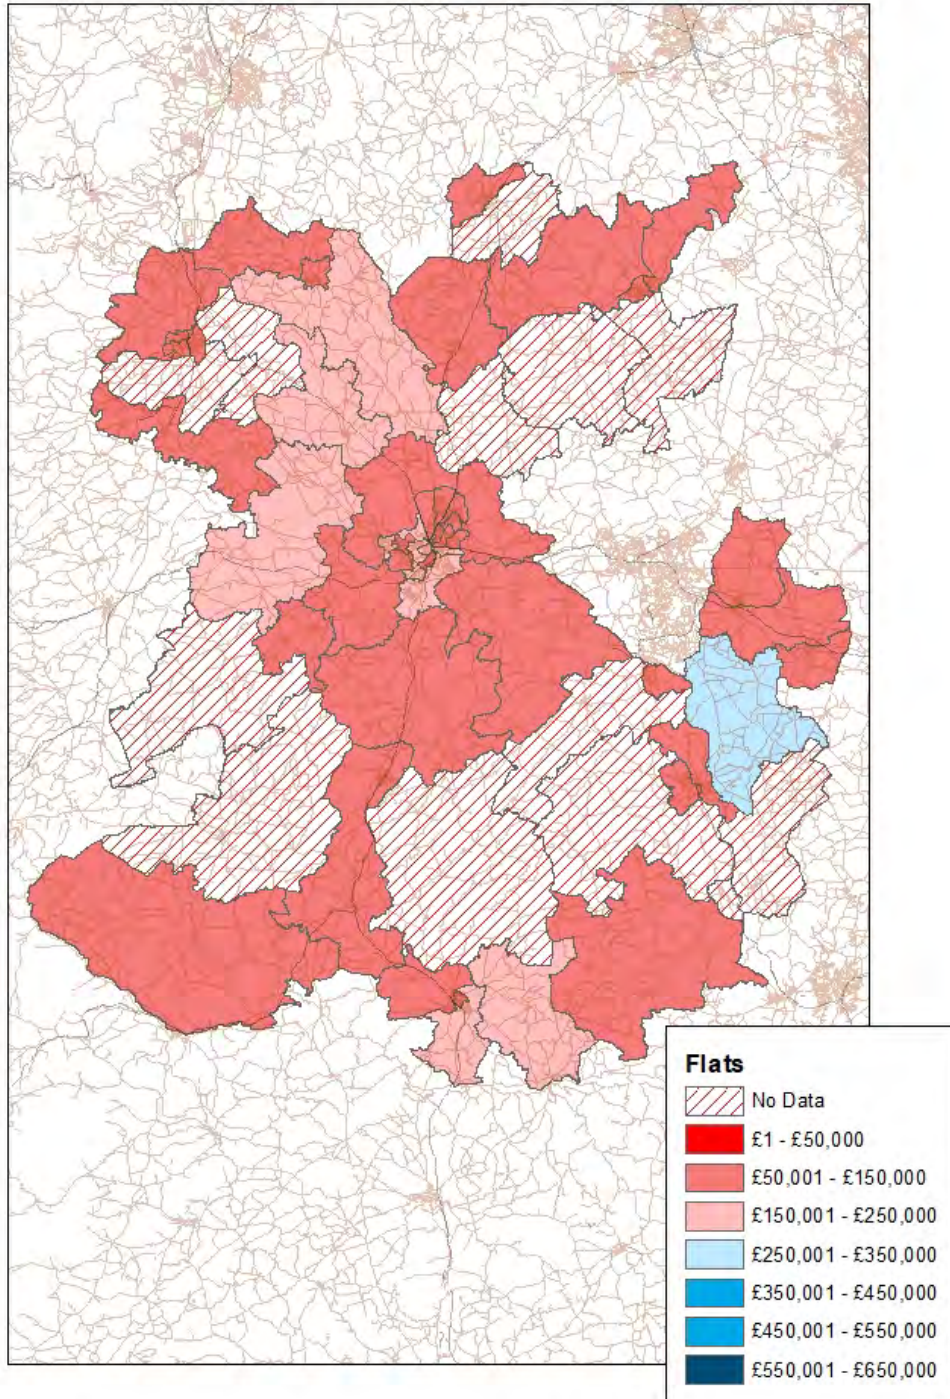 Flats
No Data
£1 - £50,000
£50,001 - £150,000
£150,001 - £250,000
£250,001 - £350,000
£350,001 - £450,000
£450,001 - £550,000
£550,001 - £650,000